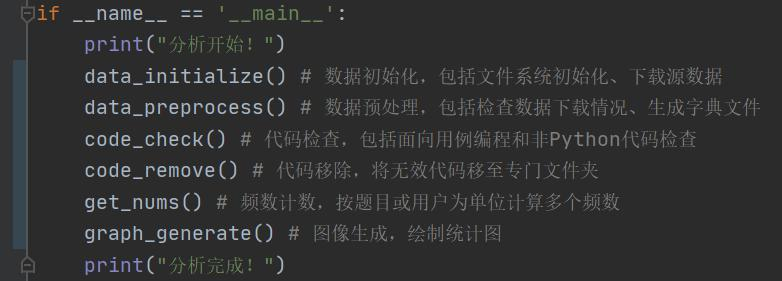 if __name__ == '__main__':
    print("分析开始！")
    data_initialize() # 数据初始化，包括文件系统初始化、下载源数据
    data_preprocess() # 数据预处理，包括检查数据下载情况、生成字典文件
    code_check() # 代码检查，包括面向用例编程和非Python代码检查
    code_remove() # 代码移除，将无效代码移至专门文件夹
    get_nums() # 频数计数，按题目或用户为单位计算多个频数
    graph_generate() # 图像生成，绘制统计图
    print("分析完成！")